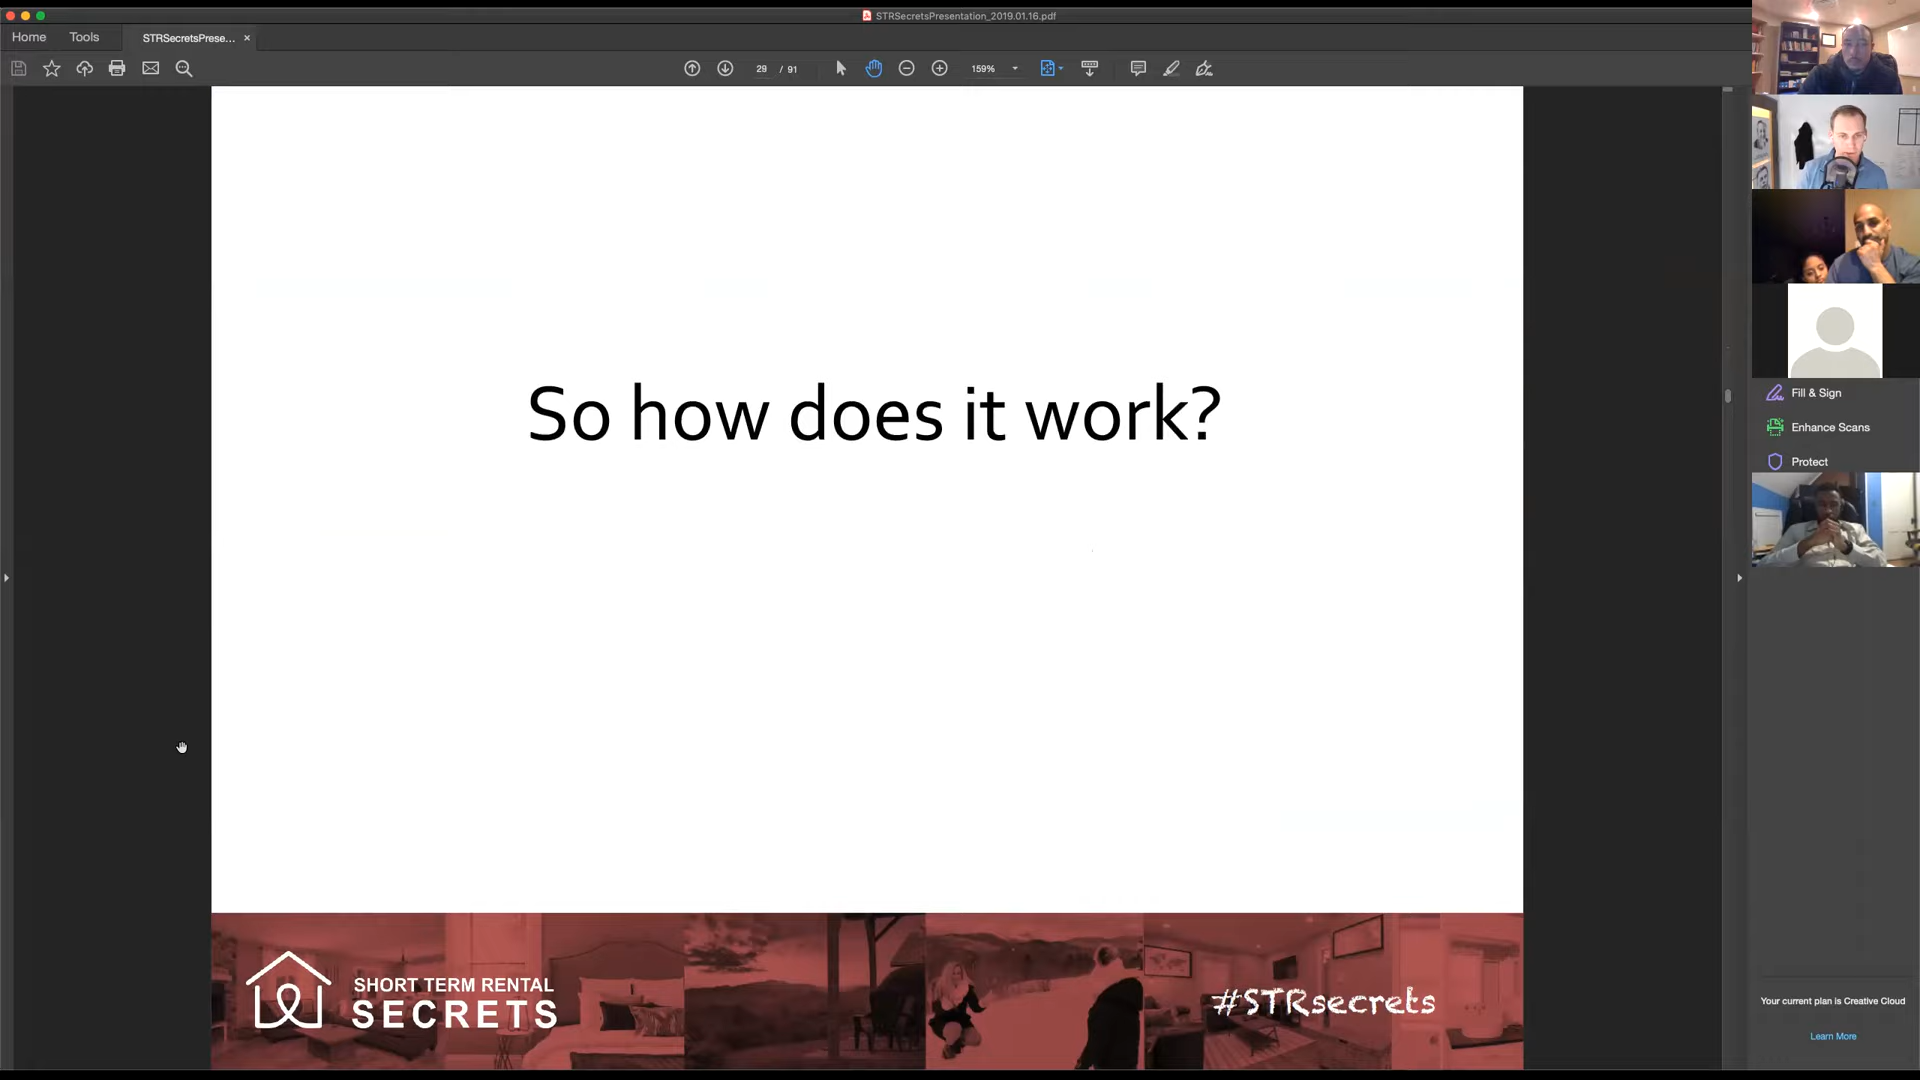 STRSecretsPresentation_2019.01.16.pdf
Home
Tools
STRSecretsPrese...
29 / 91
159%
So how does it work?
Fill & Sign
Enhance Scans
Protect
SHORT TERM RENTAL
SECRETS
#STRsecrets
Your current plan is Creative Cloud
Learn More